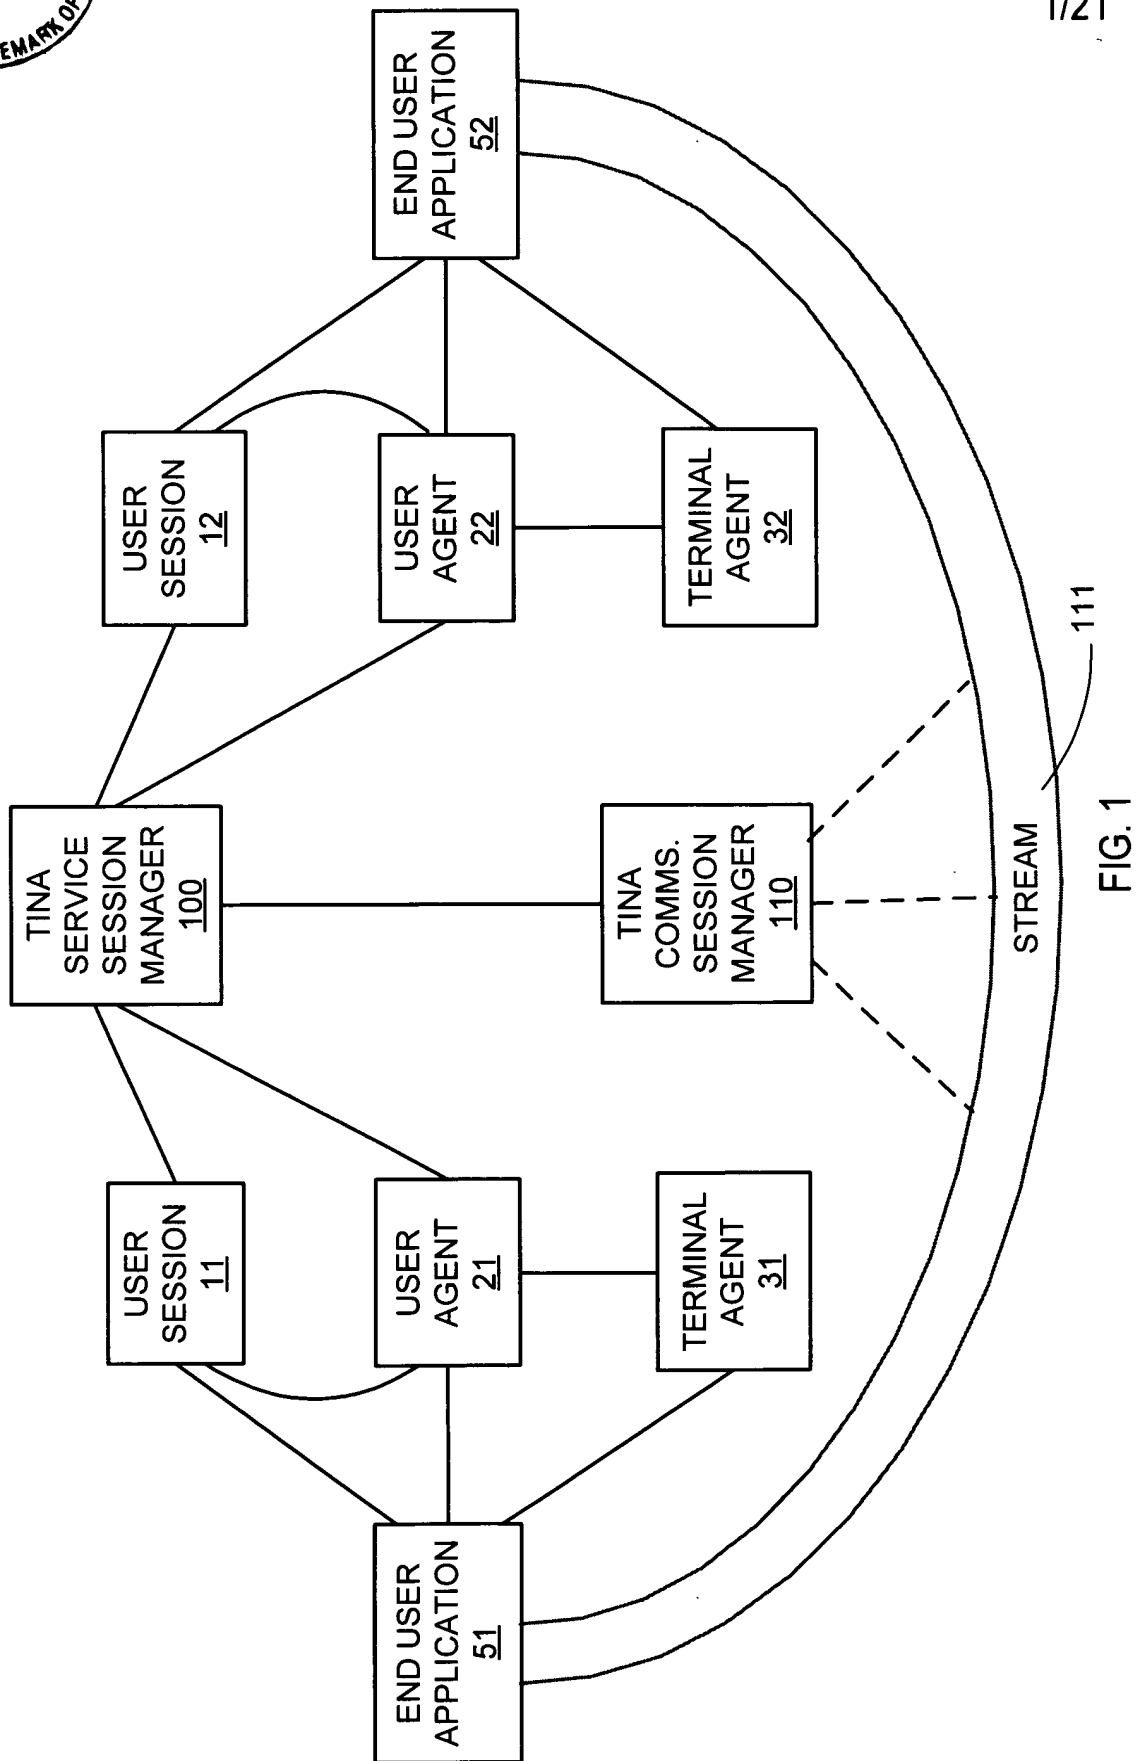 1/21
EMARK OF
TINA
SERVICE
SESSION
MANAGER
100
USER
SESSION
11
USER
SESSION
12
END USER
APPLICATION
51
USER
AGENT
21
USER
AGENT
22
END USER
APPLICATION
52
TERMINAL
AGENT
31
TINA
COMMS.
SESSION
MANAGER
110
TERMINAL
AGENT
32
STREAM
111
FIG. 1